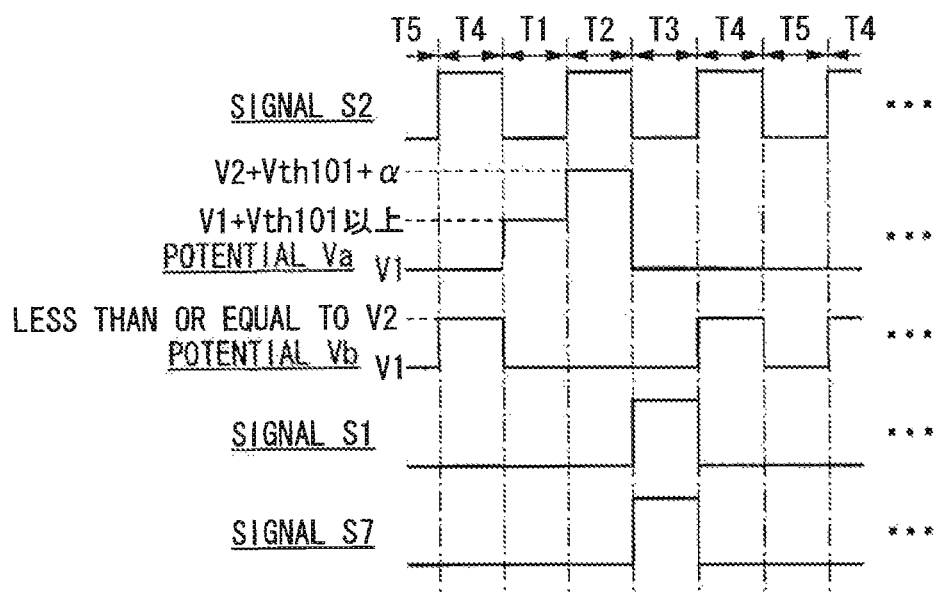 T5 T4 T1 T2 T3 T4 T5 T4
SIGNAL S2
V2+Vth101+α
V1+Vth101以上
POTENTIAL Va V1
LESS THAN OR EQUAL TO V2
POTENTIAL Vb V1
SIGNAL S1
SIGNAL S7